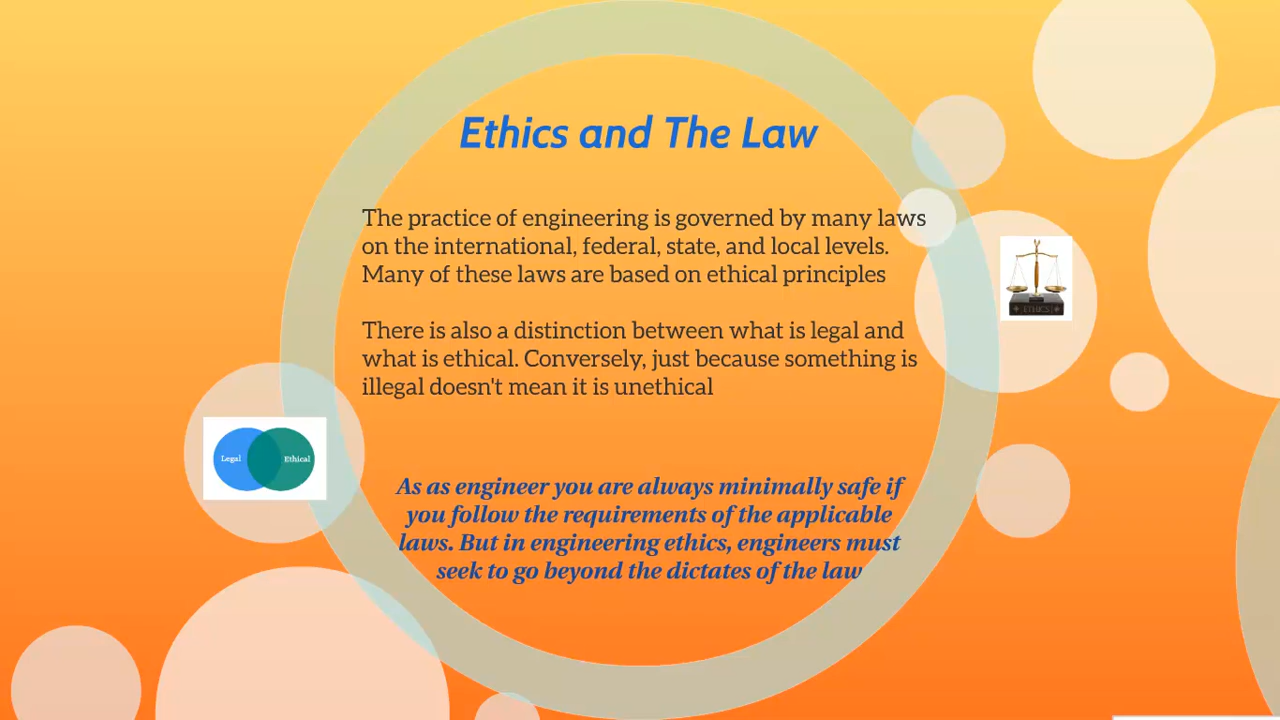 Ethics and The Law
The practice of engineering is governed by many laws
on the international, federal, state, and local levels.
Many of these laws are based on ethical principles
There is also a distinction between what is legal and
what is ethical. Conversely, just because something is
illegal doesn't mean it is unethical
ETHICS
Legal
Ethical
As as engineer you are always minimally safe if
you follow the requirements of the applicable
laws. But in engineering ethics, engineers must
seek to go beyond the dictates of the law